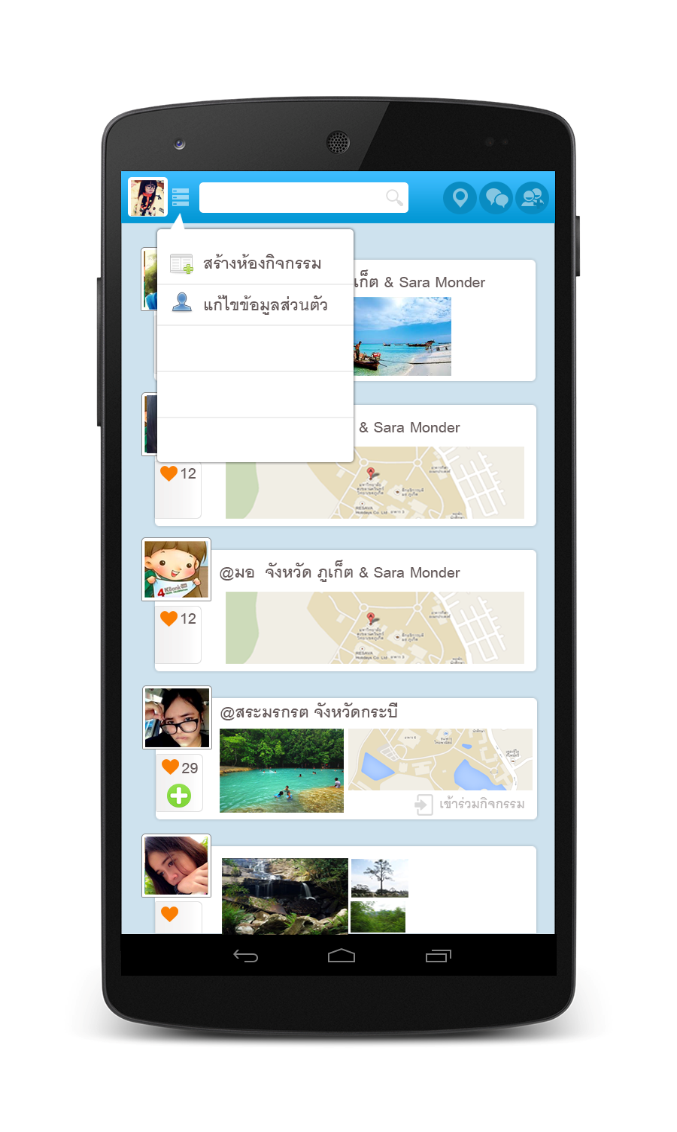 สร้างห้องกิจกรรม
แก้ไขข้อมูลส่วนตัว
เก็ต & Sara Monder
& Sara Monder
12
@มอ จังหวัด ภูเก็ต & Sara Monder
12
@สระมรกรต จังหวัดกระบี่
29
เข้าร่วมกิจกรรม